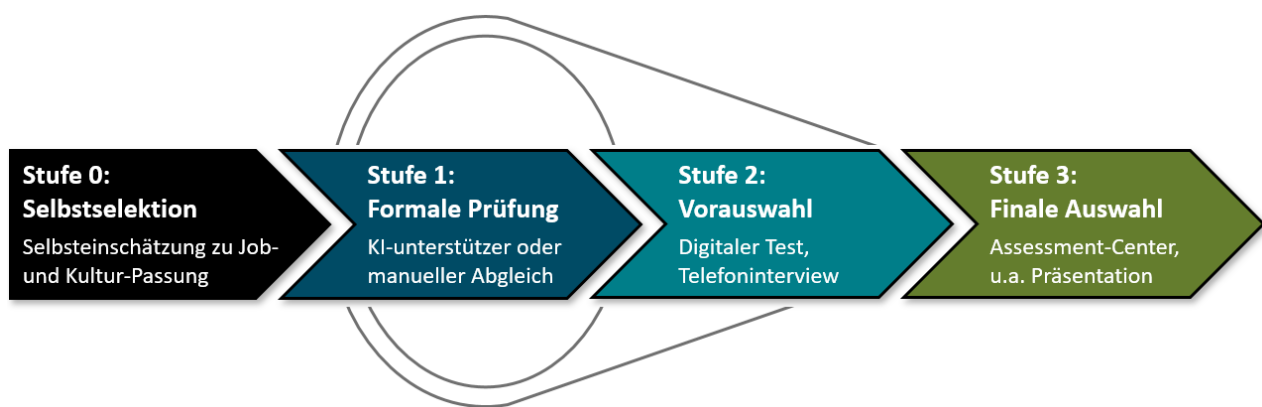 Stufe 0:
Selbstselektion
Selbsteinschätzung zu Job-
und Kultur-Passung
Stufe 1:
Formale Prüfung
KI-unterstützer oder
manueller Abgleich
Stufe 2:
Vorauswahl
Digitaler Test,
Telefoninterview
Stufe 3:
Finale Auswahl
Assessment-Center,
u.a. Präsentation